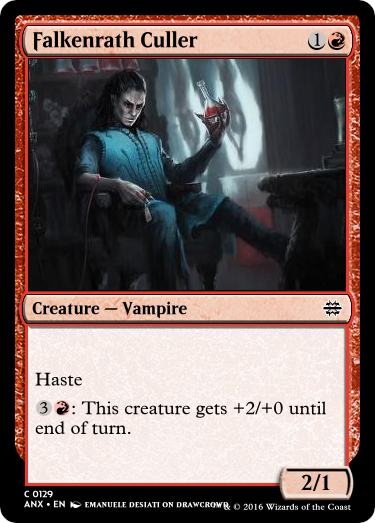 Falkenrath Culler 1
Creature — Vampire
Haste
3 : This creature gets +2/+0 until
end of turn.
2/1
C 0129
ANX • EN EMANUELE DESIATI ON DRAWCROWD
™ & © 2016 Wizards of the Coast